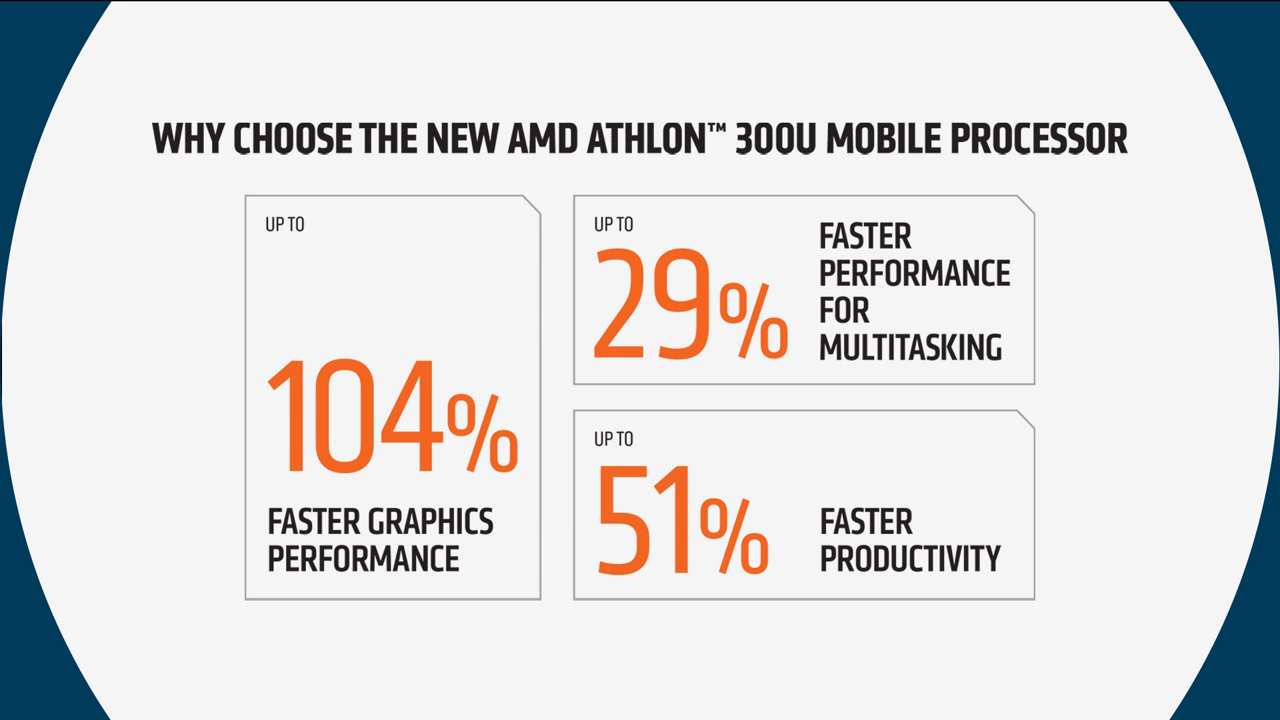 WHY CHOOSE THE NEW AMD ATHLON™ 300U MOBILE PROCESSOR
UP TO
104%
FASTER GRAPHICS
PERFORMANCE
UP TO
29%
FASTER
PERFORMANCE
FOR
MULTITASKING
UP TO
51%
FASTER
PRODUCTIVITY